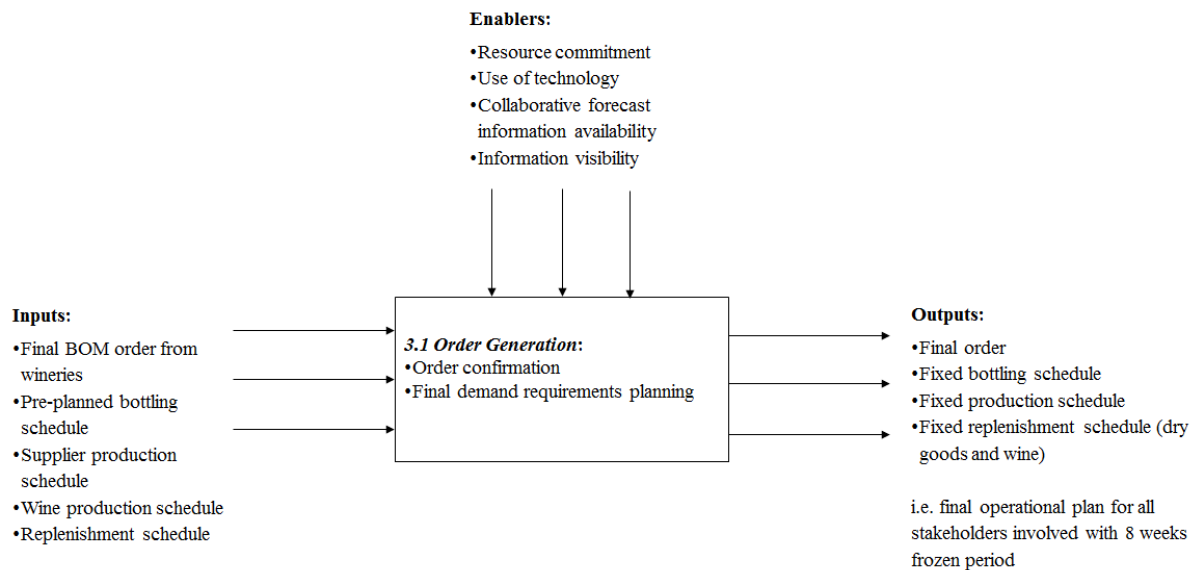 Enablers:
•Resource commitment
•Use of technology
•Collaborative forecast
information availability
•Information visibility
Inputs:
•Final BOM order from
wineries
•Pre-planned bottling
schedule
•Supplier production
schedule
•Wine production schedule
•Replenishment schedule
3.1 Order Generation:
•Order confirmation
•Final demand requirements planning
Outputs:
•Final order
•Fixed bottling schedule
•Fixed production schedule
•Fixed replenishment schedule (dry
goods and wine)
i.e. final operational plan for all
stakeholders involved with 8 weeks
frozen period